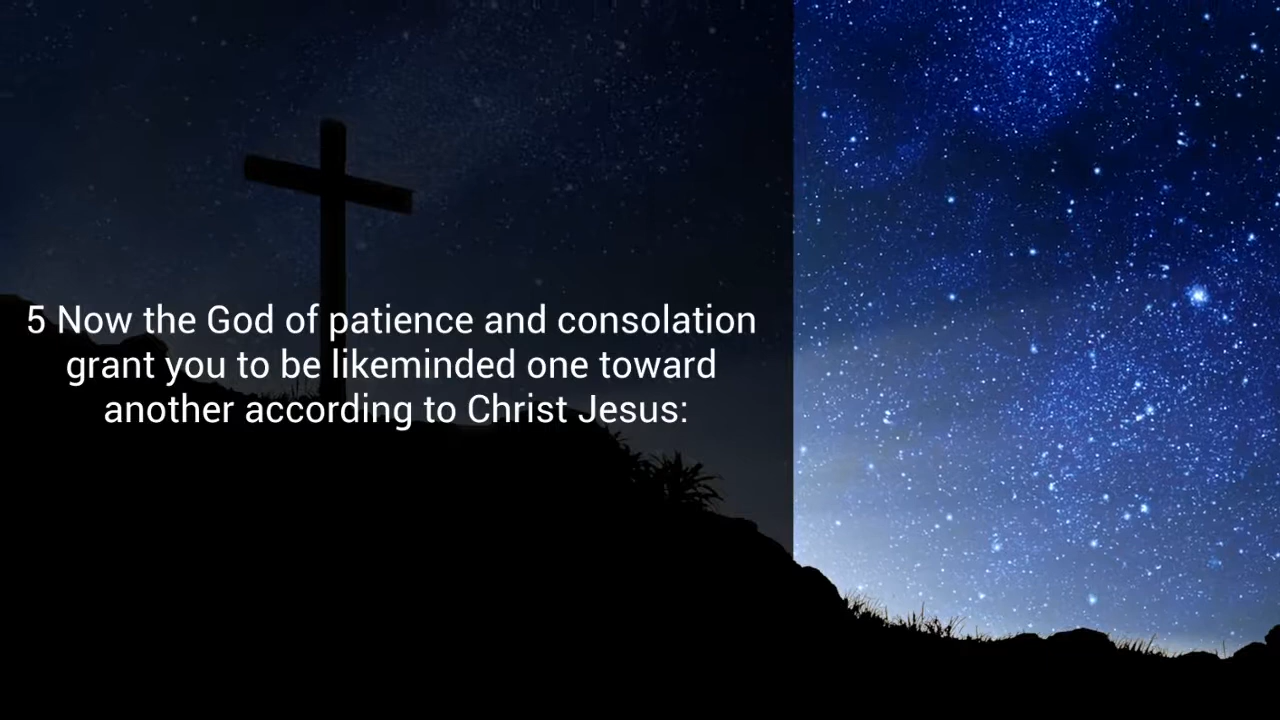 5 Now the God of patience and consolation
grant you to be likeminded one toward
another according to Christ Jesus: